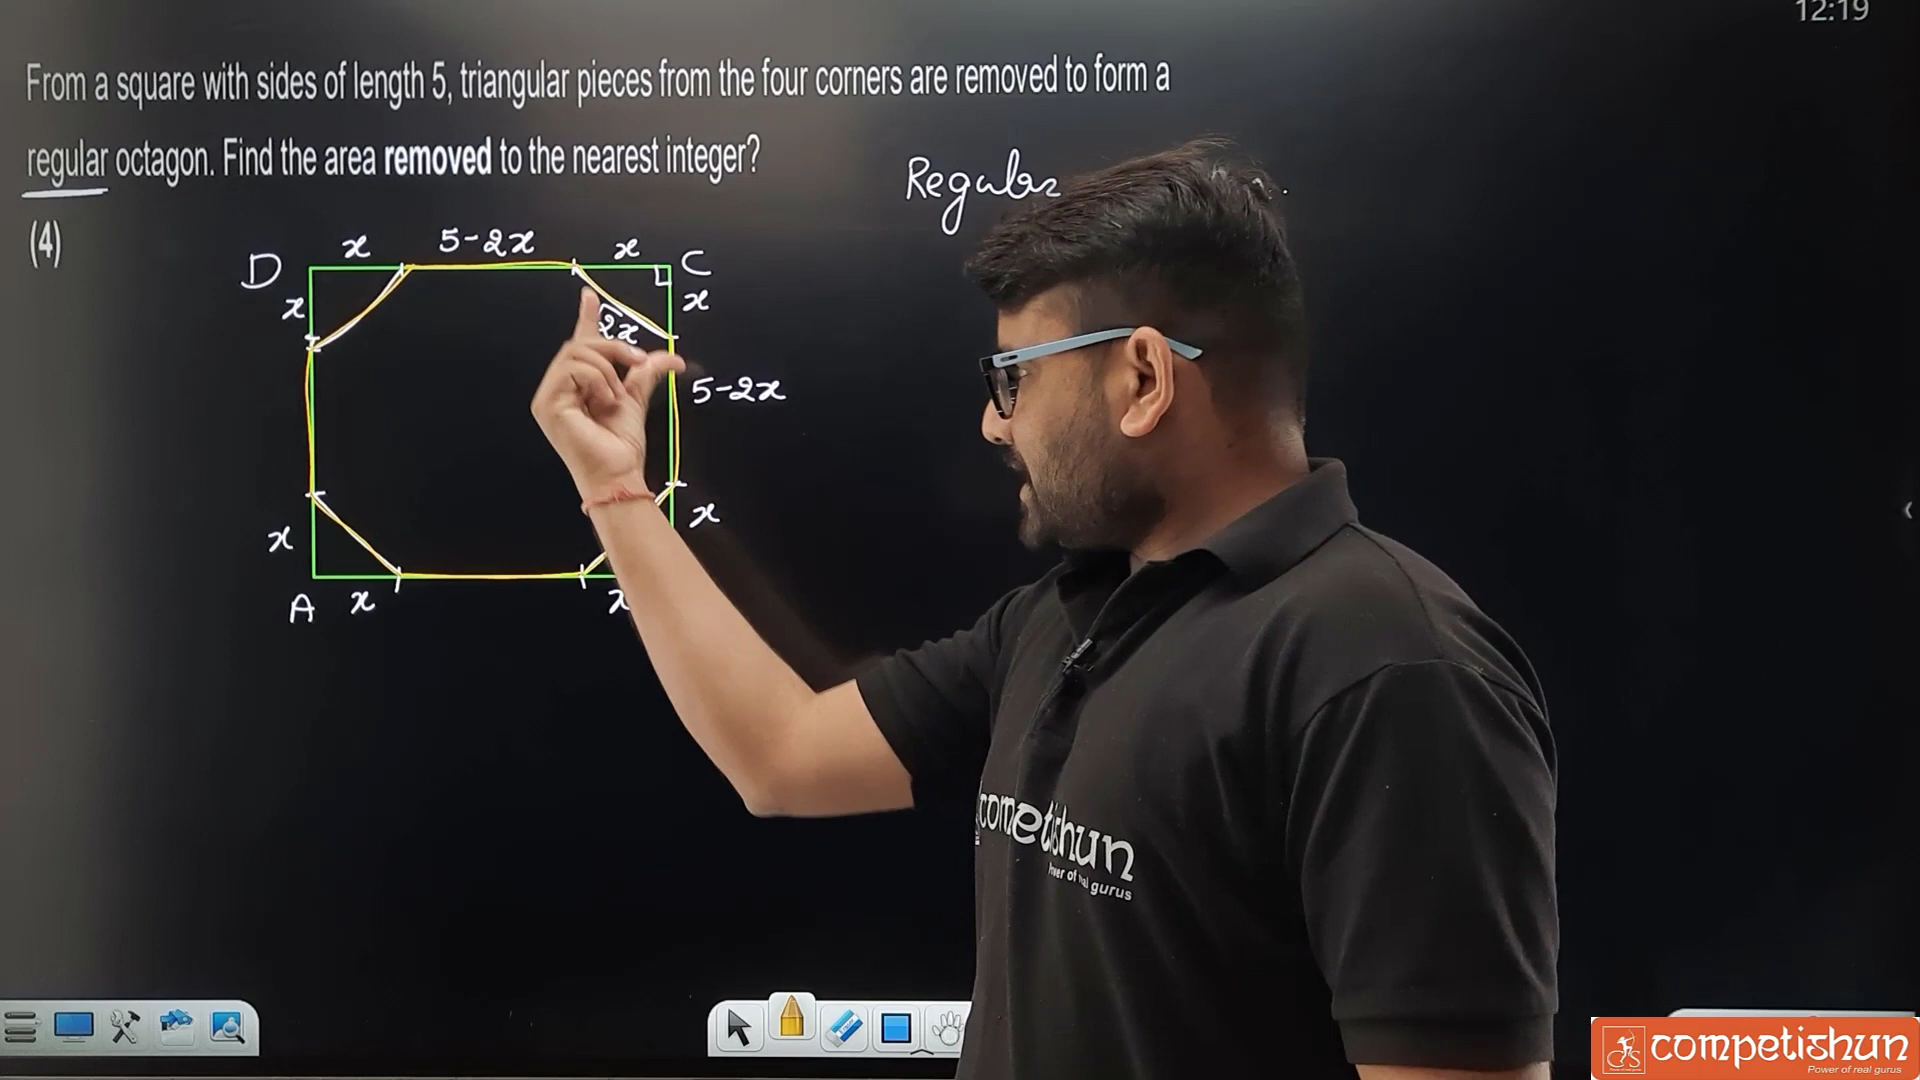 12:19
From a square with sides of length 5, triangular pieces from the four corners are removed to form a
regular octagon. Find the area removed to the nearest integer?
(4)
Regular
D x 5-2x x C
x x
√2x
5-2x
x x
A x x
competishun
Power of real gurus
competishun
Power of real gurus